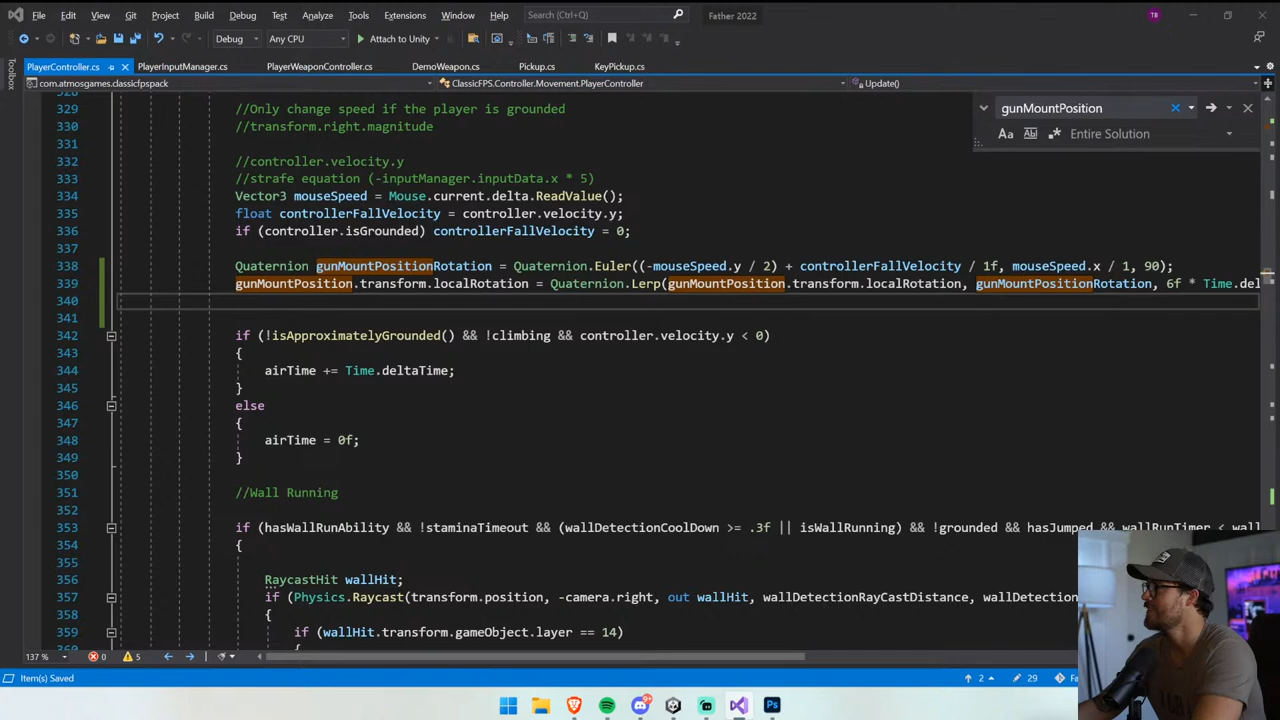 File Edit View Git Project Build Debug Test Analyze Tools Extensions Window Help Search (Ctrl+Q) Father 2022 TB
Debug Any CPU Attach to Unity
PlayerController.cs PlayerInputManager.cs PlayerWeaponController.cs DemoWeapon.cs Pickup.cs KeyPickup.cs
com.atmosgames.classicfpspack ClassicFPS.Controller.Movement.PlayerController Update()
gunMountPosition
Aa Ab Entire Solution
Toolbox
328
329 //Only change speed if the player is grounded
330 //transform.right.magnitude
331
332 //controller.velocity.y
333 //strafe equation (-inputManager.inputData.x * 5)
334 Vector3 mouseSpeed = Mouse.current.delta.ReadValue();
335 float controllerFallVelocity = controller.velocity.y;
336 if (controller.isGrounded) controllerFallVelocity = 0;
337
338 Quaternion gunMountPositionRotation = Quaternion.Euler((-mouseSpeed.y / 2) + controllerFallVelocity / 1f, mouseSpeed.x / 1, 90);
339 gunMountPosition.transform.localRotation = Quaternion.Lerp(gunMountPosition.transform.localRotation, gunMountPositionRotation, 6f * Time.del
340
341
342 if (!isApproximatelyGrounded() && !climbing && controller.velocity.y < 0)
343 {
344 airTime += Time.deltaTime;
345 }
346 else
347 {
348 airTime = 0f;
349 }
350
351 //Wall Running
352
353 if (hasWallRunAbility && !staminaTimeout && (wallDetectionCoolDown >= .3f || isWallRunning) && !grounded && hasJumped && wallRunTimer < wall
354 {
355
356 RaycastHit wallHit;
357 if (Physics.Raycast(transform.position, -camera.right, out wallHit, wallDetectionRayCastDistance, wallDetection
358 {
359 if (wallHit.transform.gameObject.layer == 14)
360 {
137 % 0 5
Item(s) Saved 2 29 Fa